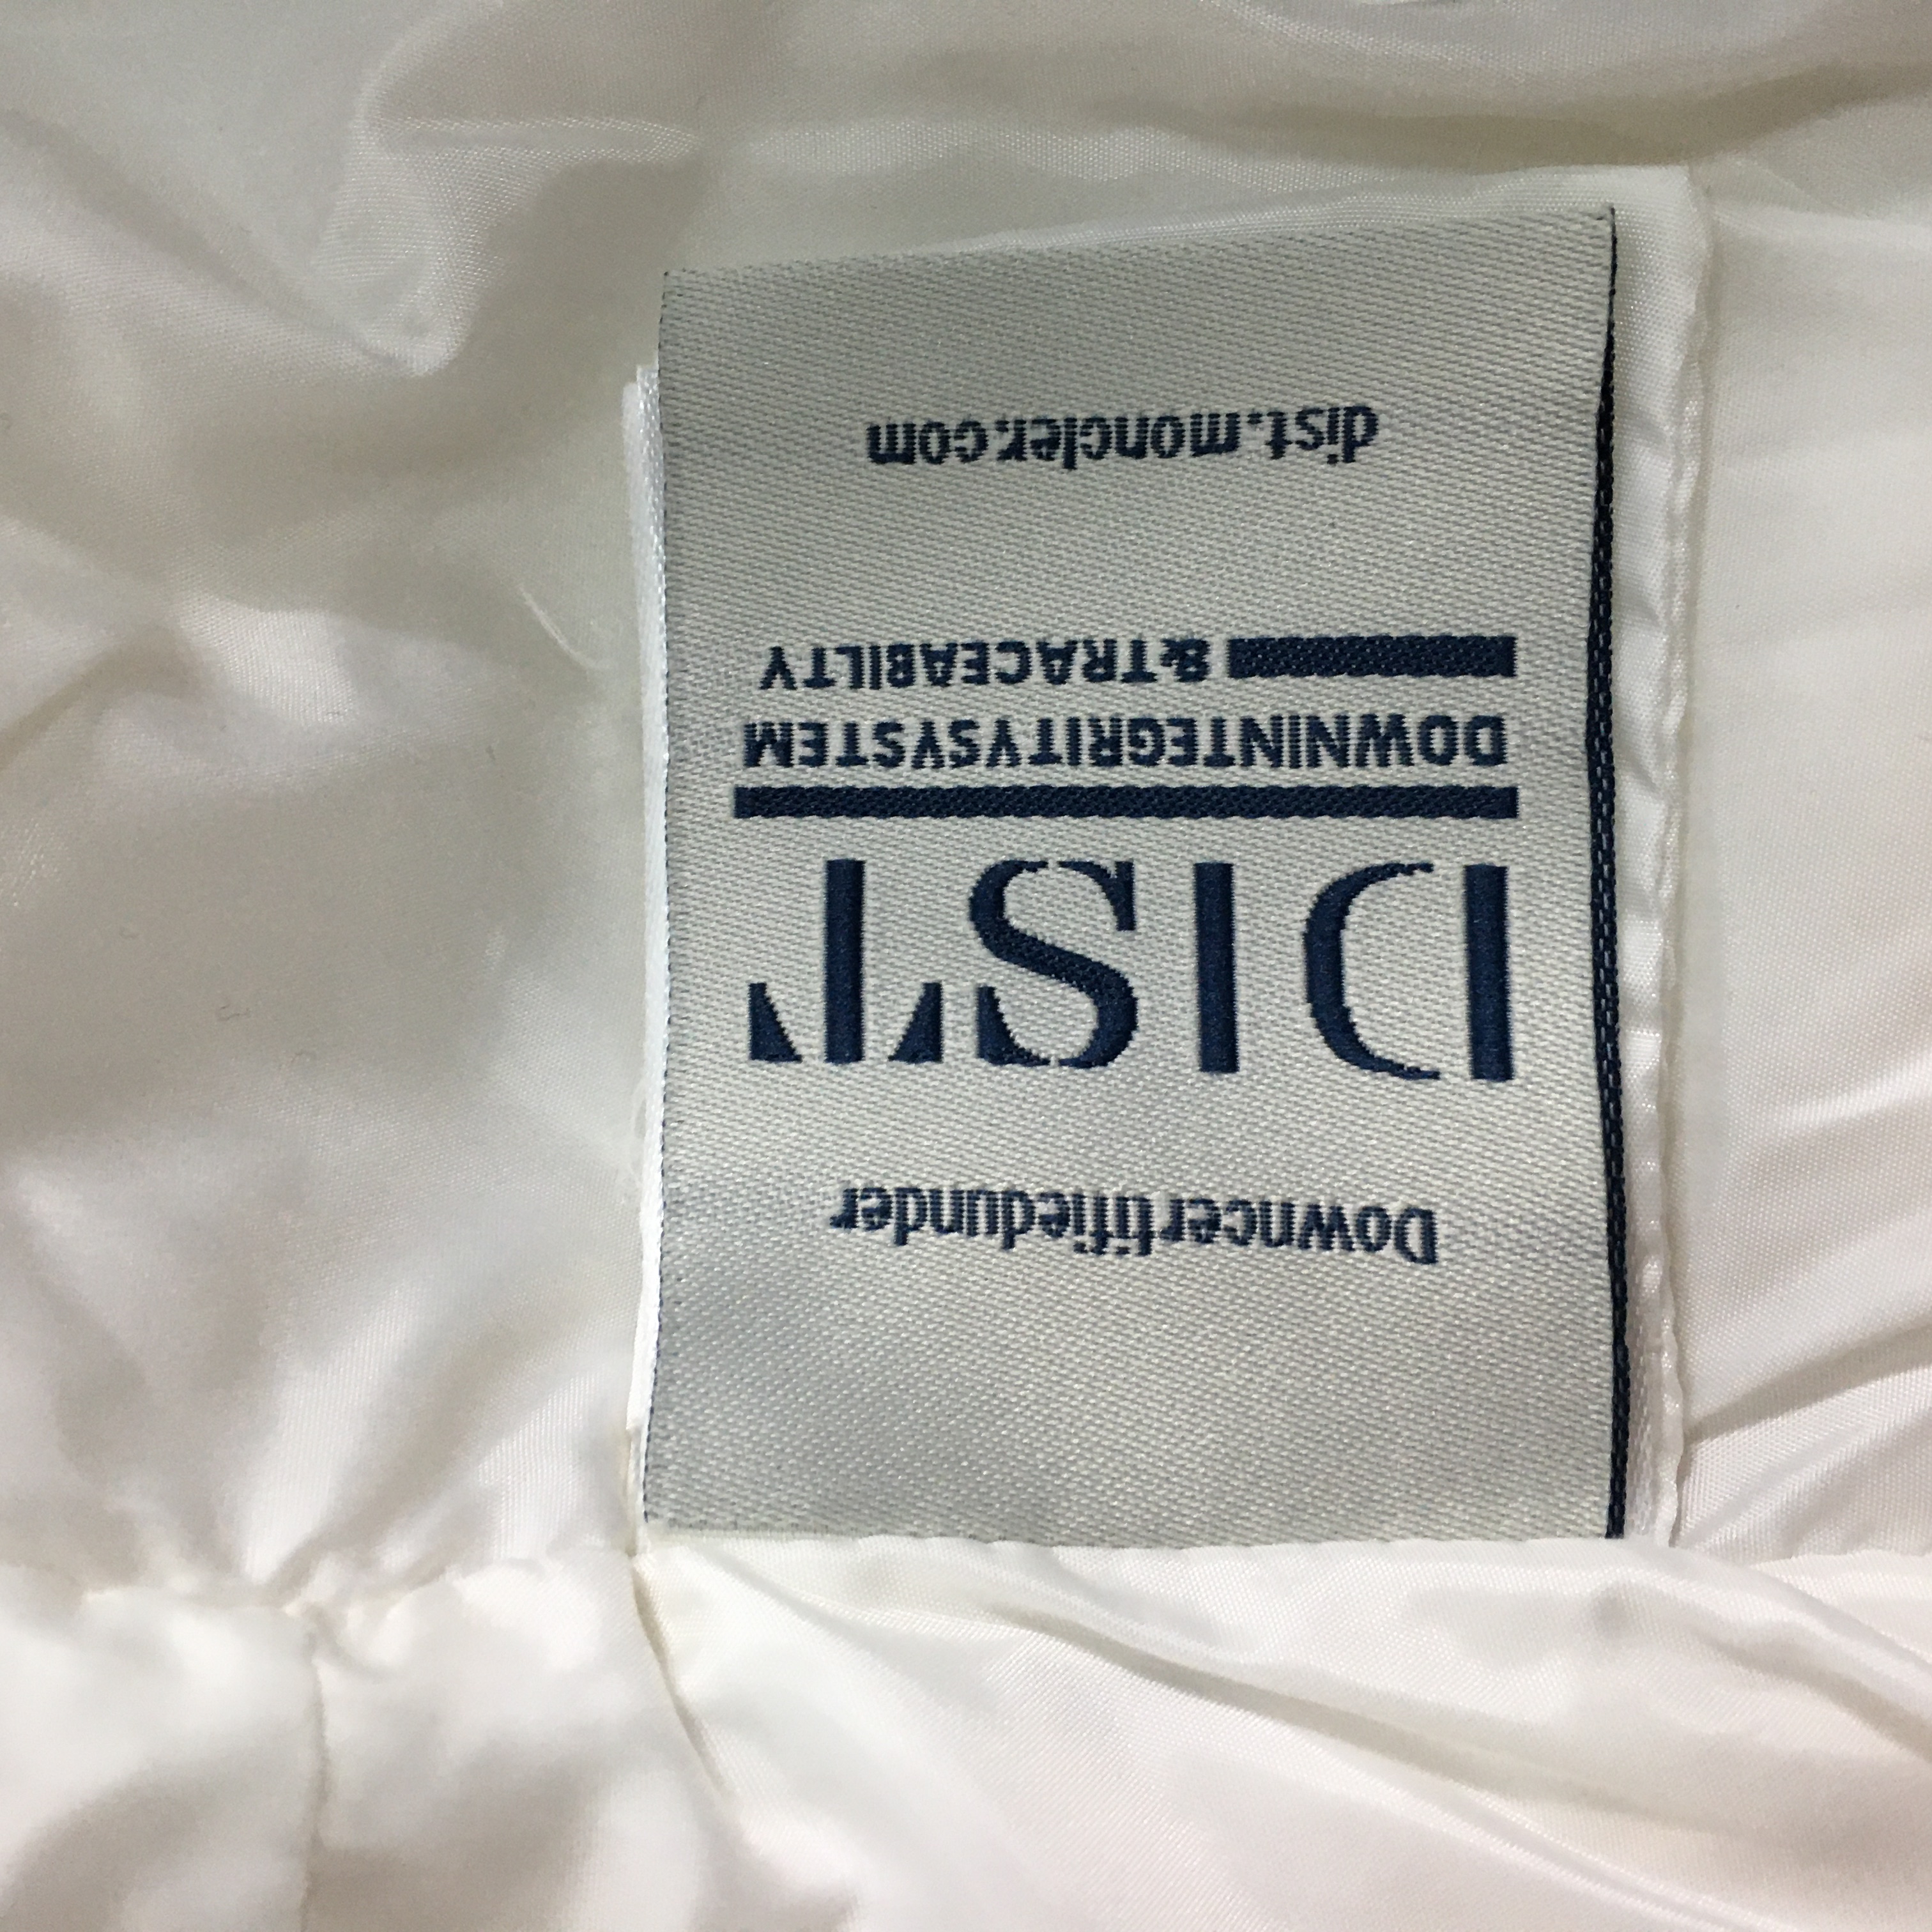 Downcertifiedunder
DIST
DOWNINTEGRITYSYSTEM
&TRACEABILTY
dist.moncler.com